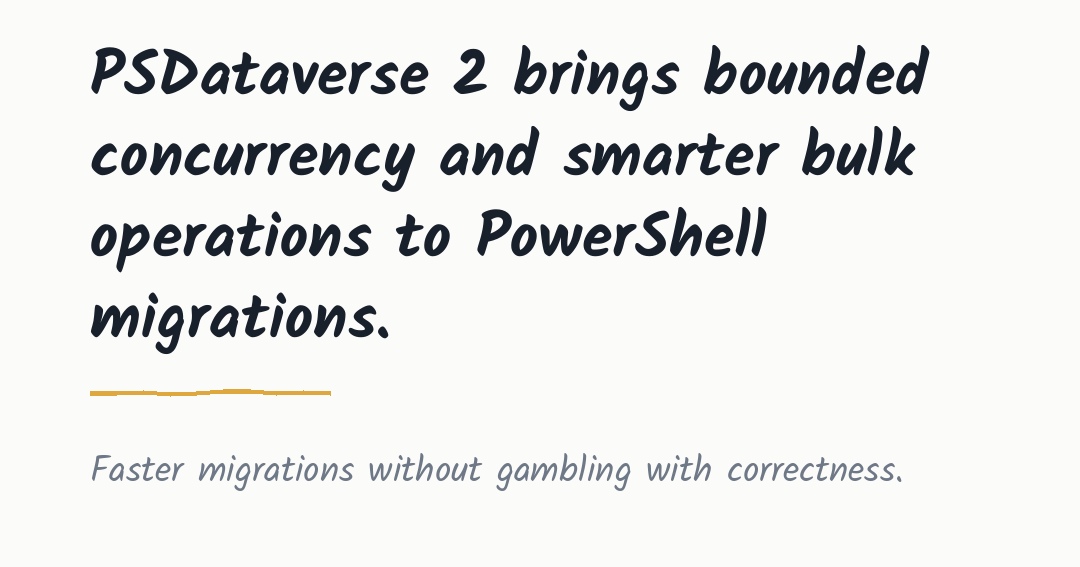 PSDataverse 2 brings bounded
concurrency and smarter bulk
operations to PowerShell
migrations.
Faster migrations without gambling with correctness.